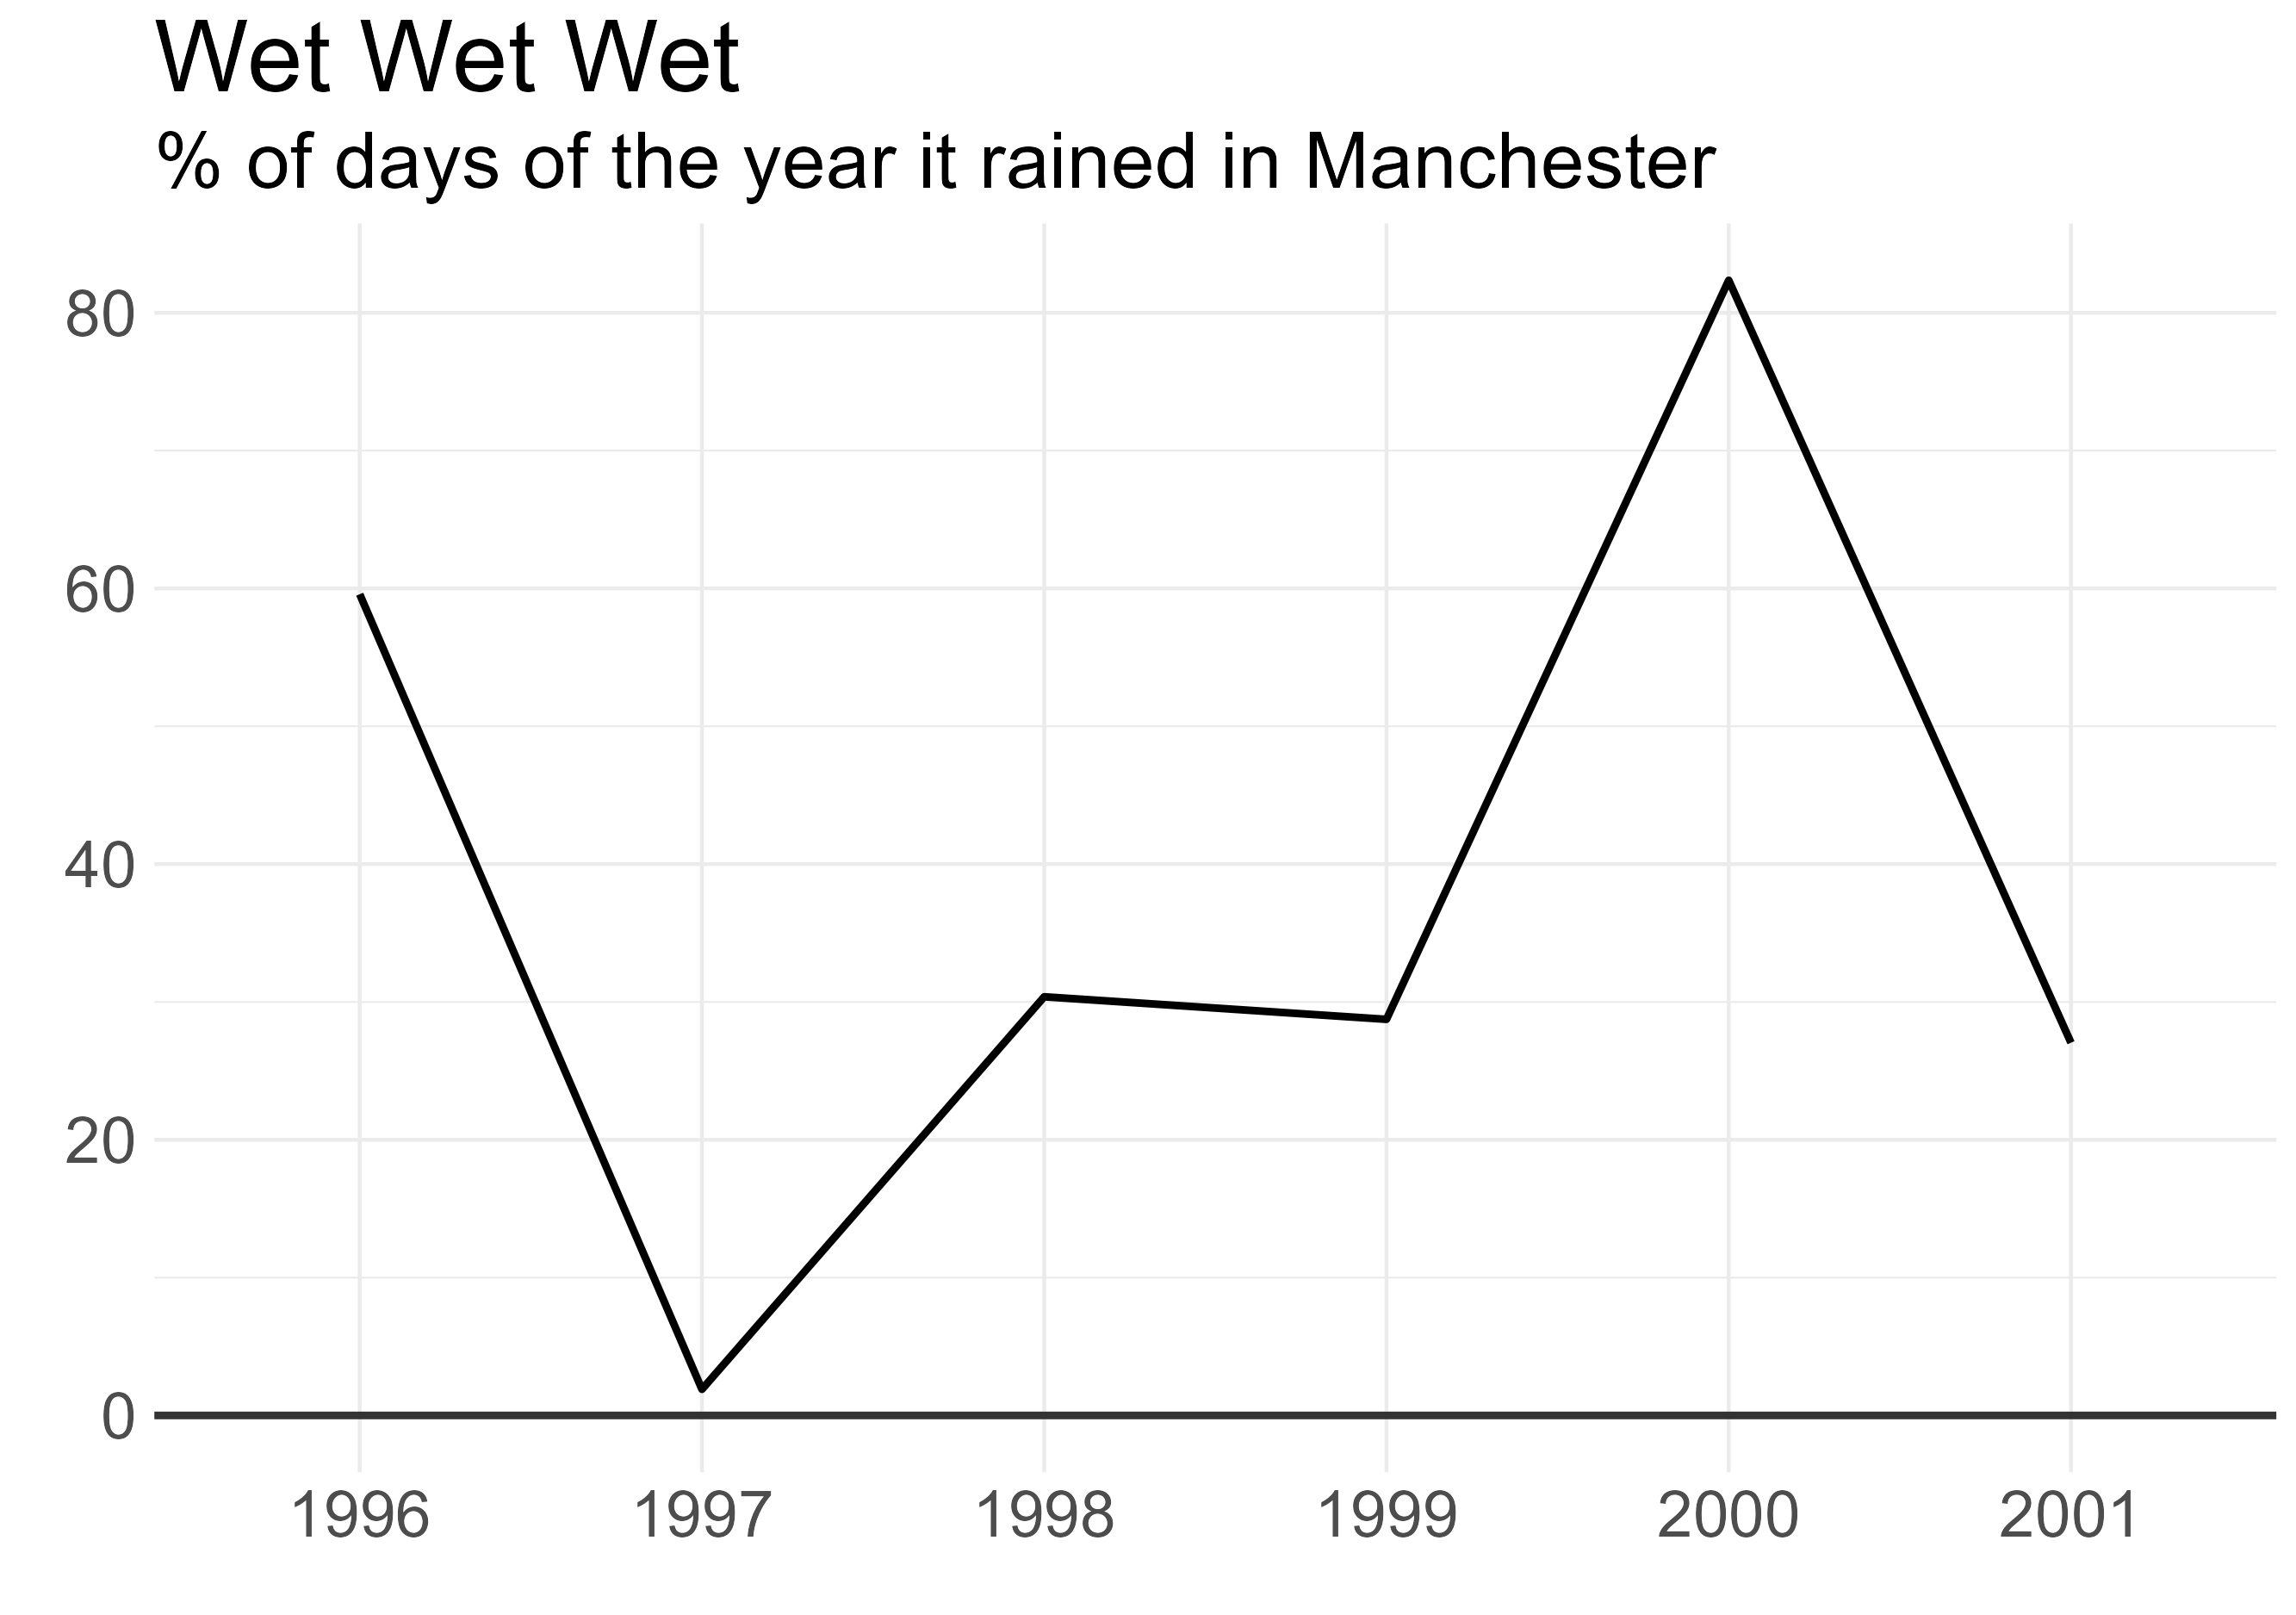 Wet Wet Wet
% of days of the year it rained in Manchester
80
60
40
20
0
1996 1997 1998 1999 2000 2001